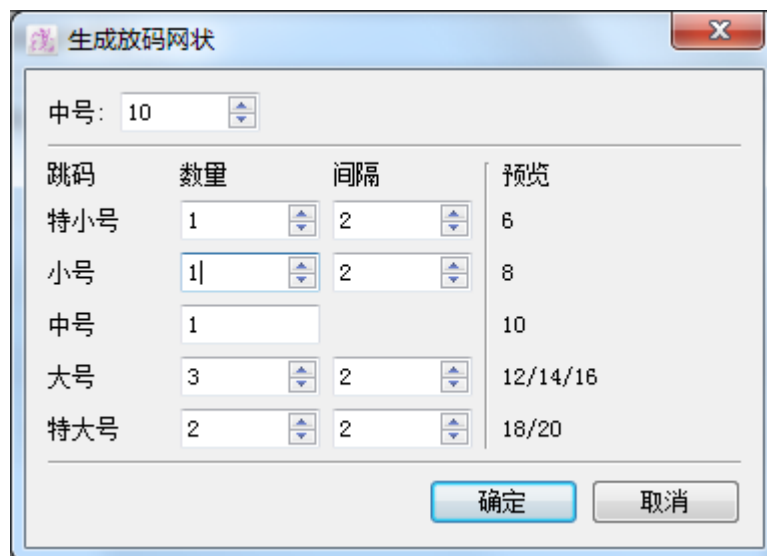 生成放码网状
中号: 10
跳码 数里 间隔 预览
特小号 1 2 6
小号 1 2 8
中号 1 10
大号 3 2 12/14/16
特大号 2 2 18/20
确定 取消